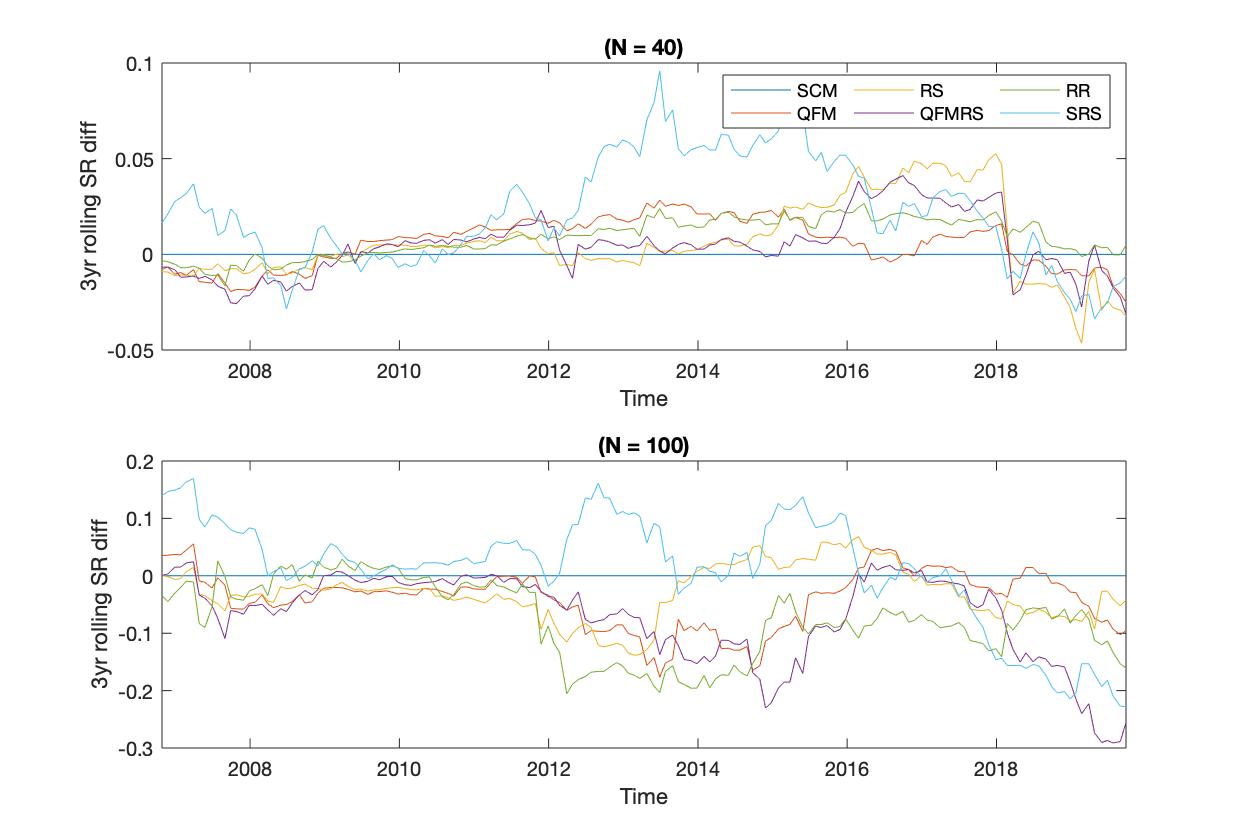 (N = 40)
0.1
0.05
0
-0.05
3yr rolling SR diff
SCM RS RR
QFM QFMRS SRS
2008 2010 2012 2014 2016 2018
Time
(N = 100)
0.2
0.1
0
-0.1
-0.2
-0.3
3yr rolling SR diff
2008 2010 2012 2014 2016 2018
Time